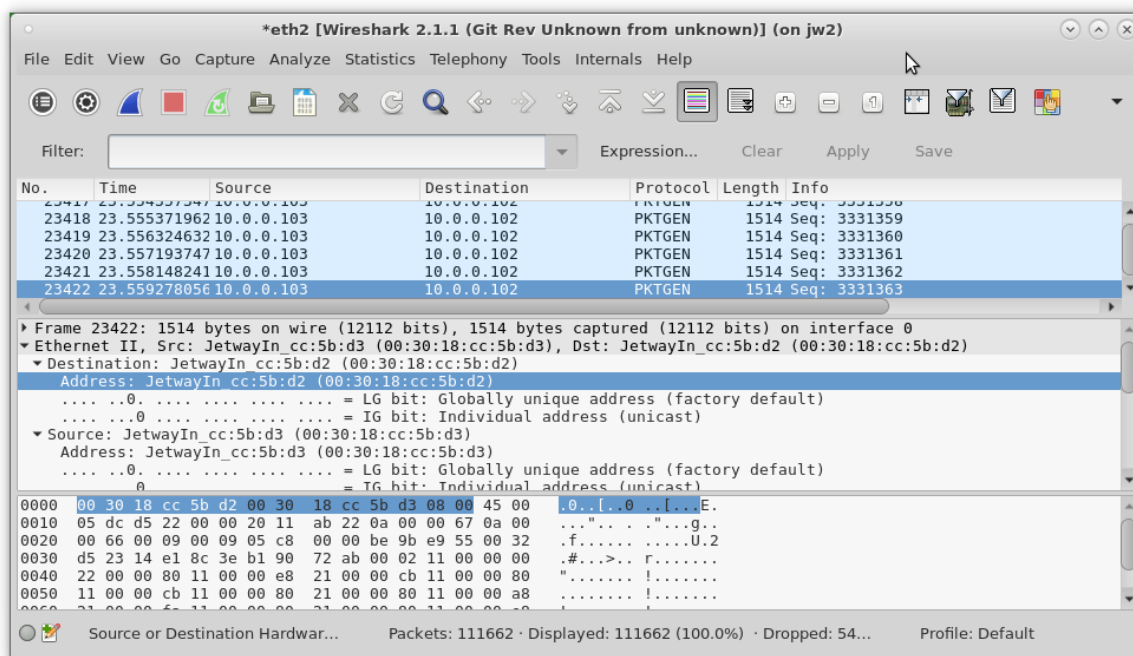 *eth2 [Wireshark 2.1.1 (Git Rev Unknown from unknown)] (on jw2)
File Edit View Go Capture Analyze Statistics Telephony Tools Internals Help
Filter: Expression... Clear Apply Save
No. Time Source Destination Protocol Length Info
23418 23.555371962 10.0.0.103 10.0.0.102 PKTGEN 1514 Seq: 3331359
23419 23.556324632 10.0.0.103 10.0.0.102 PKTGEN 1514 Seq: 3331360
23420 23.557193747 10.0.0.103 10.0.0.102 PKTGEN 1514 Seq: 3331361
23421 23.558148241 10.0.0.103 10.0.0.102 PKTGEN 1514 Seq: 3331362
23422 23.559278056 10.0.0.103 10.0.0.102 PKTGEN 1514 Seq: 3331363
Frame 23422: 1514 bytes on wire (12112 bits), 1514 bytes captured (12112 bits) on interface 0
Ethernet II, Src: JetwayIn_cc:5b:d3 (00:30:18:cc:5b:d3), Dst: JetwayIn_cc:5b:d2 (00:30:18:cc:5b:d2)
Destination: JetwayIn_cc:5b:d2 (00:30:18:cc:5b:d2)
Address: JetwayIn_cc:5b:d2 (00:30:18:cc:5b:d2)
.... ..0. .... .... .... .... = LG bit: Globally unique address (factory default)
.... ...0 .... .... .... .... = IG bit: Individual address (unicast)
Source: JetwayIn_cc:5b:d3 (00:30:18:cc:5b:d3)
Address: JetwayIn_cc:5b:d3 (00:30:18:cc:5b:d3)
.... ..0. .... .... .... .... = LG bit: Globally unique address (factory default)
.... ...0 .... .... .... .... = IG bit: Individual address (unicast)
0000 00 30 18 cc 5b d2 00 30 18 cc 5b d3 08 00 45 00 .0..[..0 ..[...E.
0010 05 dc d5 22 00 00 20 11 ab 22 0a 00 00 67 0a 00 ...".. . ."...g..
0020 00 66 00 09 00 09 05 c8 00 00 be 9b e9 55 00 32 .f...... .....U.2
0030 d5 23 14 e1 8c 3e b1 90 72 ab 00 02 11 00 00 00 .#...>.. r.......
0040 22 00 00 80 11 00 00 e8 21 00 00 cb 11 00 00 80 "....... !.......
0050 11 00 00 cb 11 00 00 80 21 00 00 80 11 00 00 a8 ........ !.......
Source or Destination Hardwar... Packets: 111662 · Displayed: 111662 (100.0%) · Dropped: 54... Profile: Default